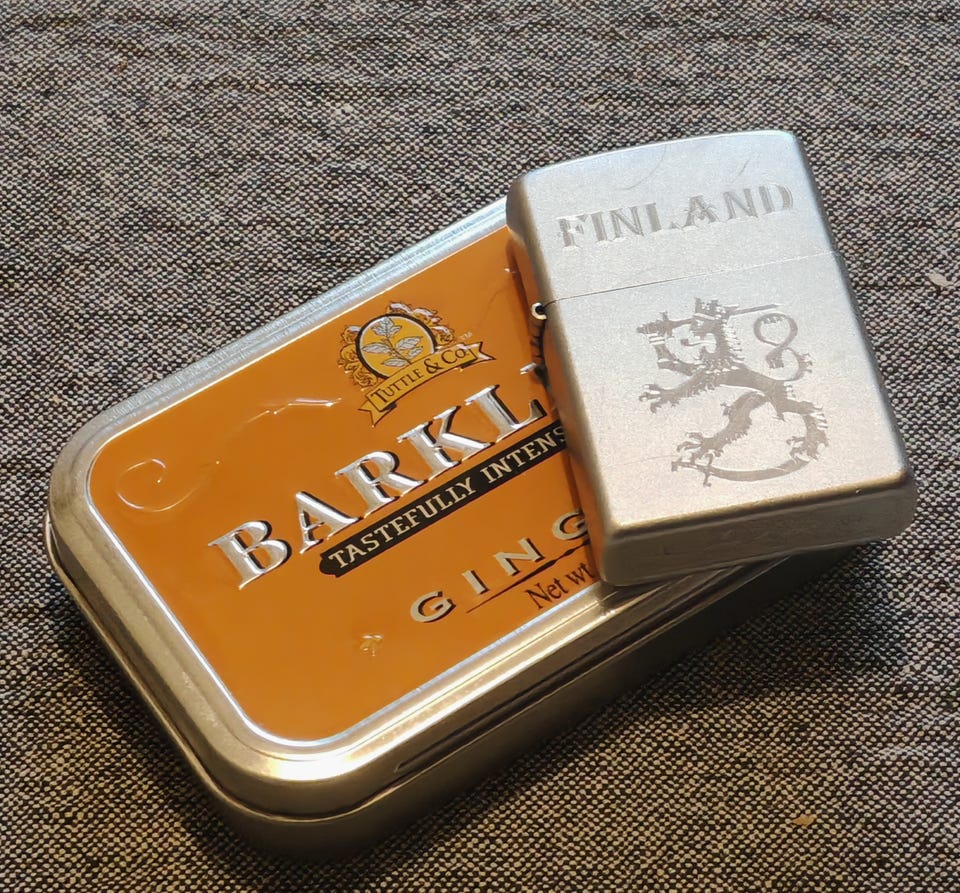 FINLAND
TUTTLE & Co.
BARKL
TASTEFULLY INTENS
GING
Net wt